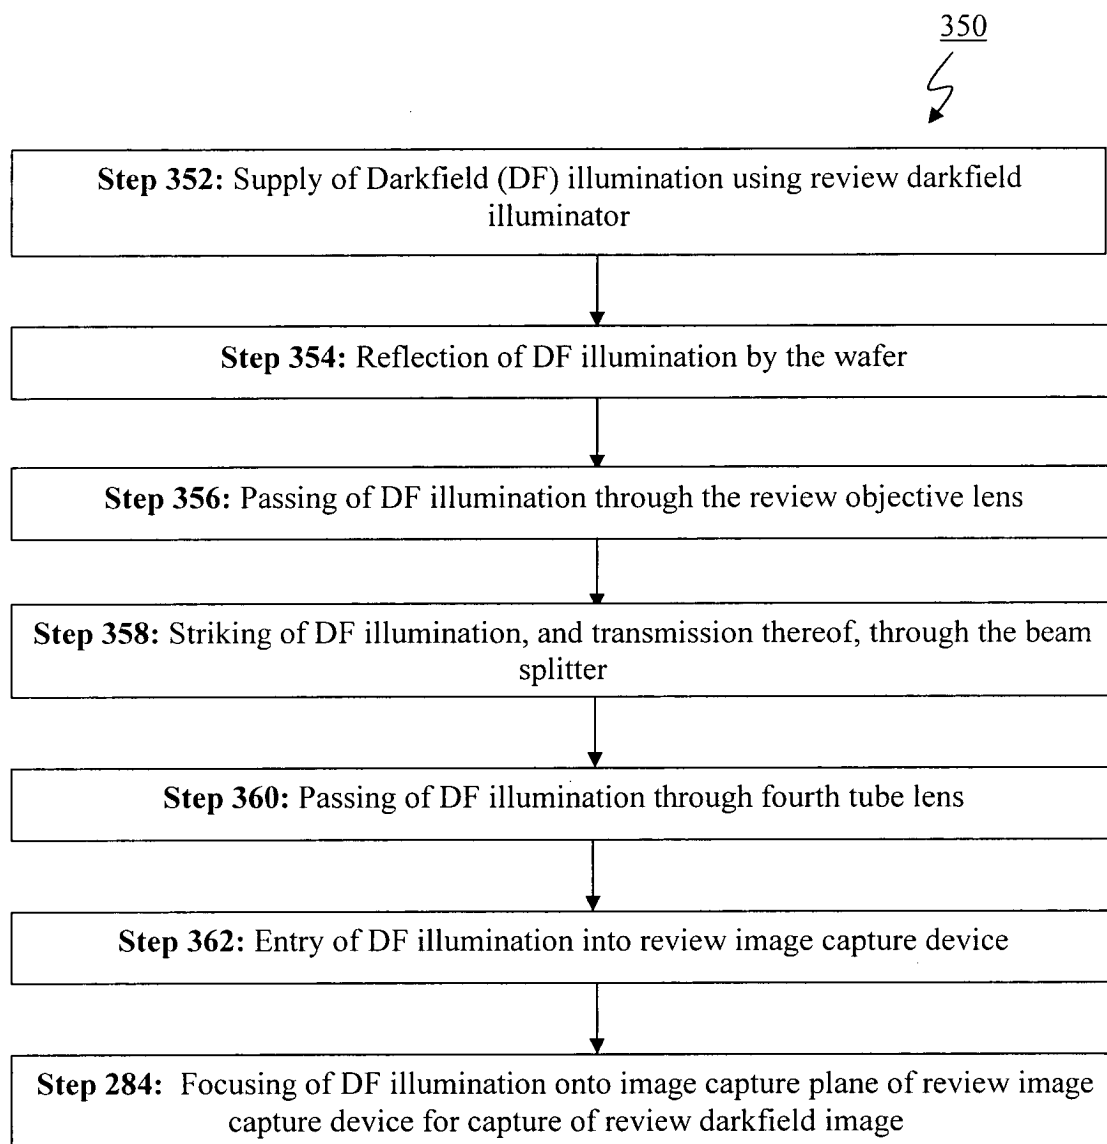 350
Step 352: Supply of Darkfield (DF) illumination using review darkfield
illuminator
Step 354: Reflection of DF illumination by the wafer
Step 356: Passing of DF illumination through the review objective lens
Step 358: Striking of DF illumination, and transmission thereof, through the beam
splitter
Step 360: Passing of DF illumination through fourth tube lens
Step 362: Entry of DF illumination into review image capture device
Step 284: Focusing of DF illumination onto image capture plane of review image
capture device for capture of review darkfield image